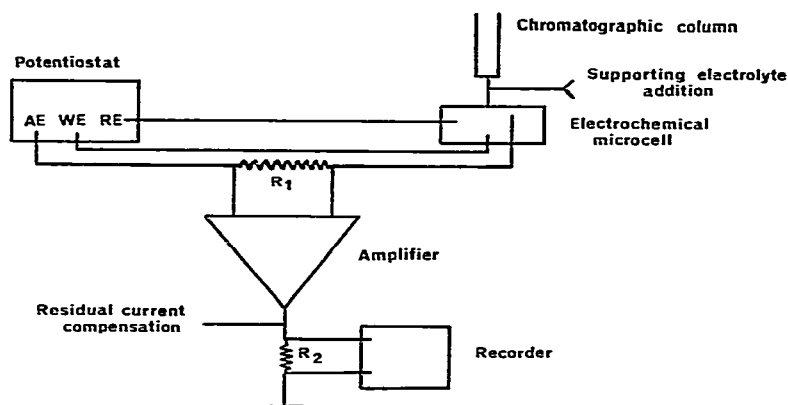 Chromatographic column
Potentiostat
Supporting electrolyte
addition
AE WE RE
Electrochemical
microcell
R1
Amplifier
Residual current
compensation
R2
Recorder